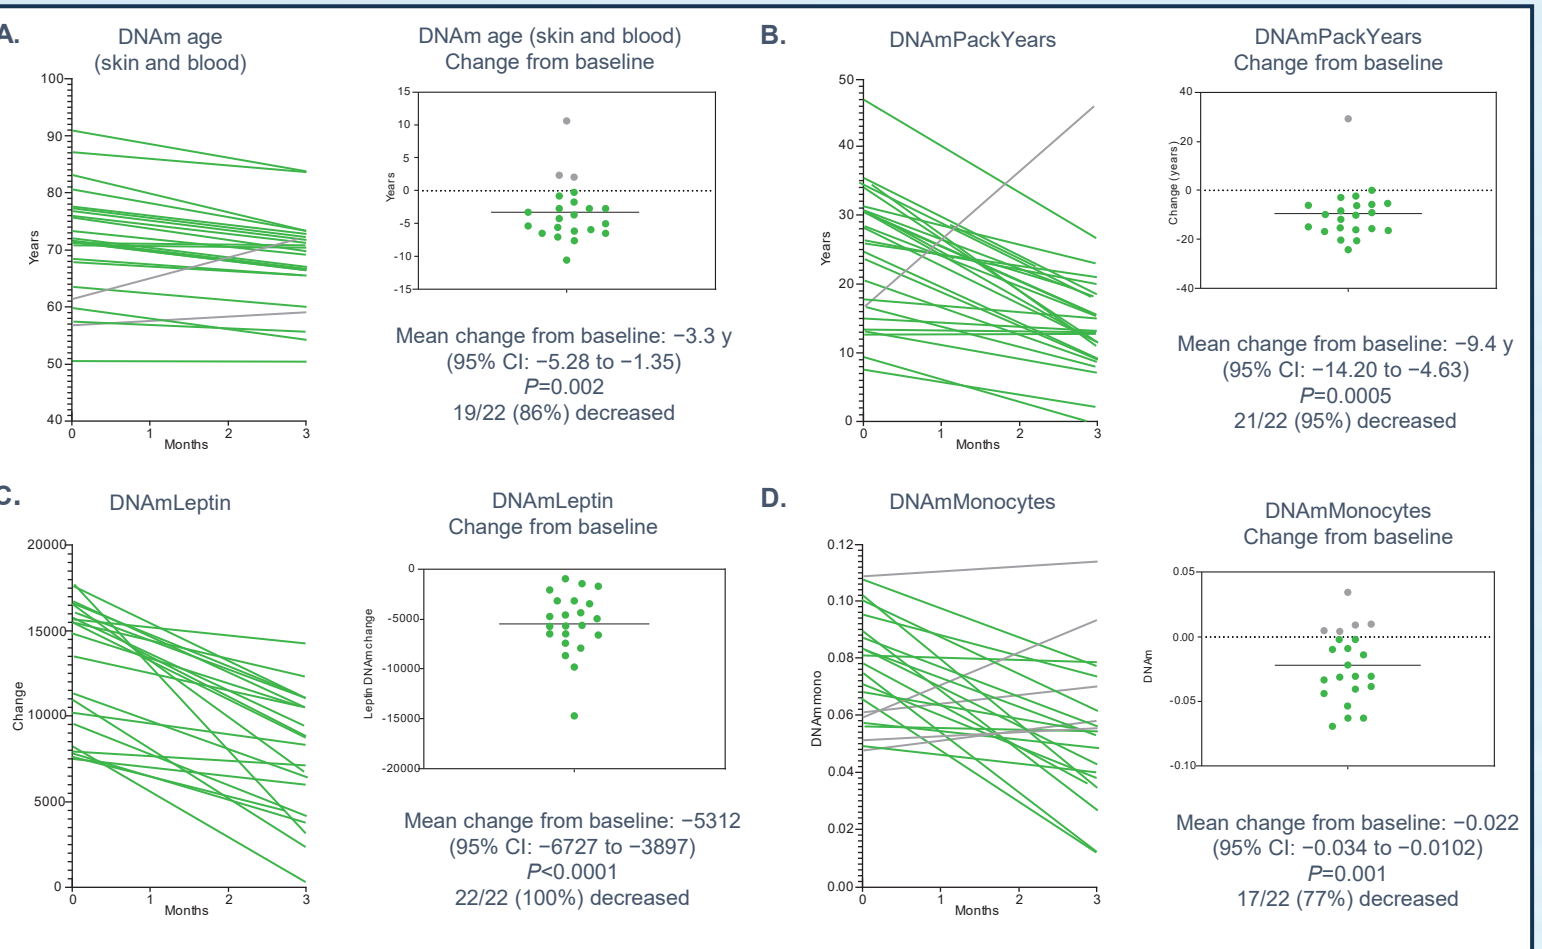 A.
DNAm age
(skin and blood)
100
90
80
70
60
50
40
Years
0 1 2 3
Months
DNAm age (skin and blood)
Change from baseline
15
10
5
0
-5
-10
-15
Years
Mean change from baseline: −3.3 y
(95% CI: −5.28 to −1.35)
P=0.002
19/22 (86%) decreased
B.
DNAmPackYears
50
40
30
20
10
0
Years
0 1 2 3
Months
DNAmPackYears
Change from baseline
40
20
0
-20
-40
Change (years)
Mean change from baseline: −9.4 y
(95% CI: −14.20 to −4.63)
P=0.0005
21/22 (95%) decreased
C.
DNAmLeptin
20000
15000
10000
5000
0
Change
0 1 2 3
Months
DNAmLeptin
Change from baseline
0
-5000
-10000
-15000
-20000
Leptin DNAm change
Mean change from baseline: −5312
(95% CI: −6727 to −3897)
P<0.0001
22/22 (100%) decreased
D.
DNAmMonocytes
0.12
0.10
0.08
0.06
0.04
0.02
0.00
DNAm mono
0 1 2 3
Months
DNAmMonocytes
Change from baseline
0.05
0.00
-0.05
-0.10
DNAm
Mean change from baseline: −0.022
(95% CI: −0.034 to −0.0102)
P=0.001
17/22 (77%) decreased